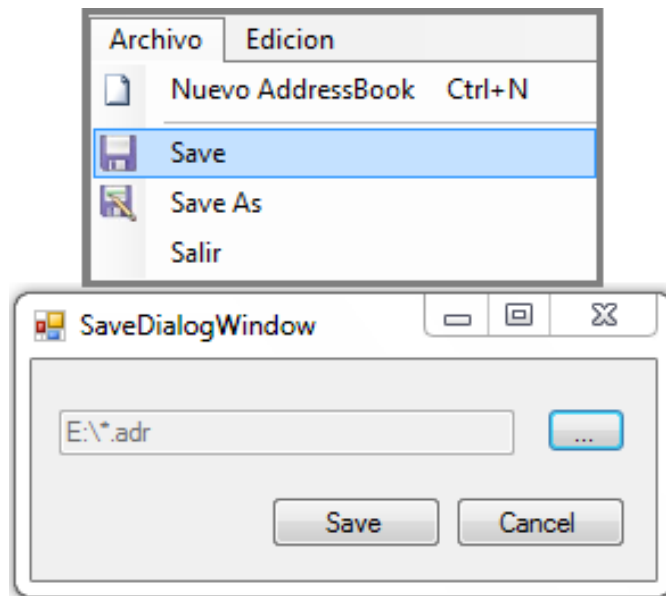 Archivo Edicion
Nuevo AddressBook Ctrl+N
Save
Save As
Salir
SaveDialogWindow
E:\*.adr
...
Save Cancel